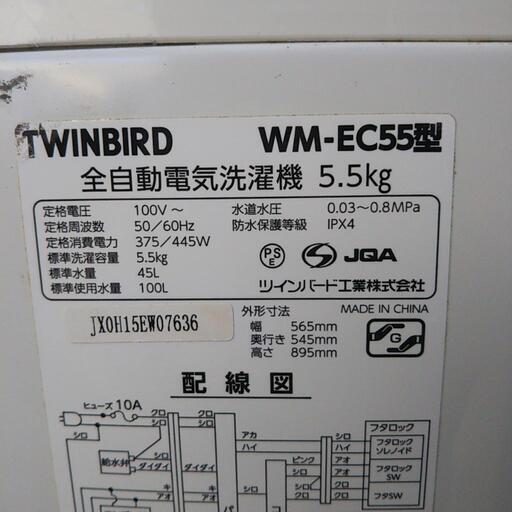 TWINBIRD WM-EC55型
全自動電気洗濯機 5.5kg
定格電圧 100V～
定格周波数 50/60Hz
定格消費電力 375/445W
標準洗濯容量 5.5kg
標準水量 45L
標準使用水量 100L
水道水圧 0.03～0.8MPa
防水保護等級 IPX4
PSE JQA
ツインバード工業株式会社
JX0H15EW07636
外形寸法
幅 565mm
奥行き 545mm
高さ 895mm
MADE IN CHINA
G
配線図
ヒューズ 10A
クロ クロ
シロ シロ
シロ
給水弁
シロ
ダイダイ ダイダイ
キ キ
アオ アオ
アカ
ハイ
ピンク
シロ
ハイ
シロ
シロ
アオ
アオ
フタロック
フタロック
ソレノイド
フタロック
SW
フタSW